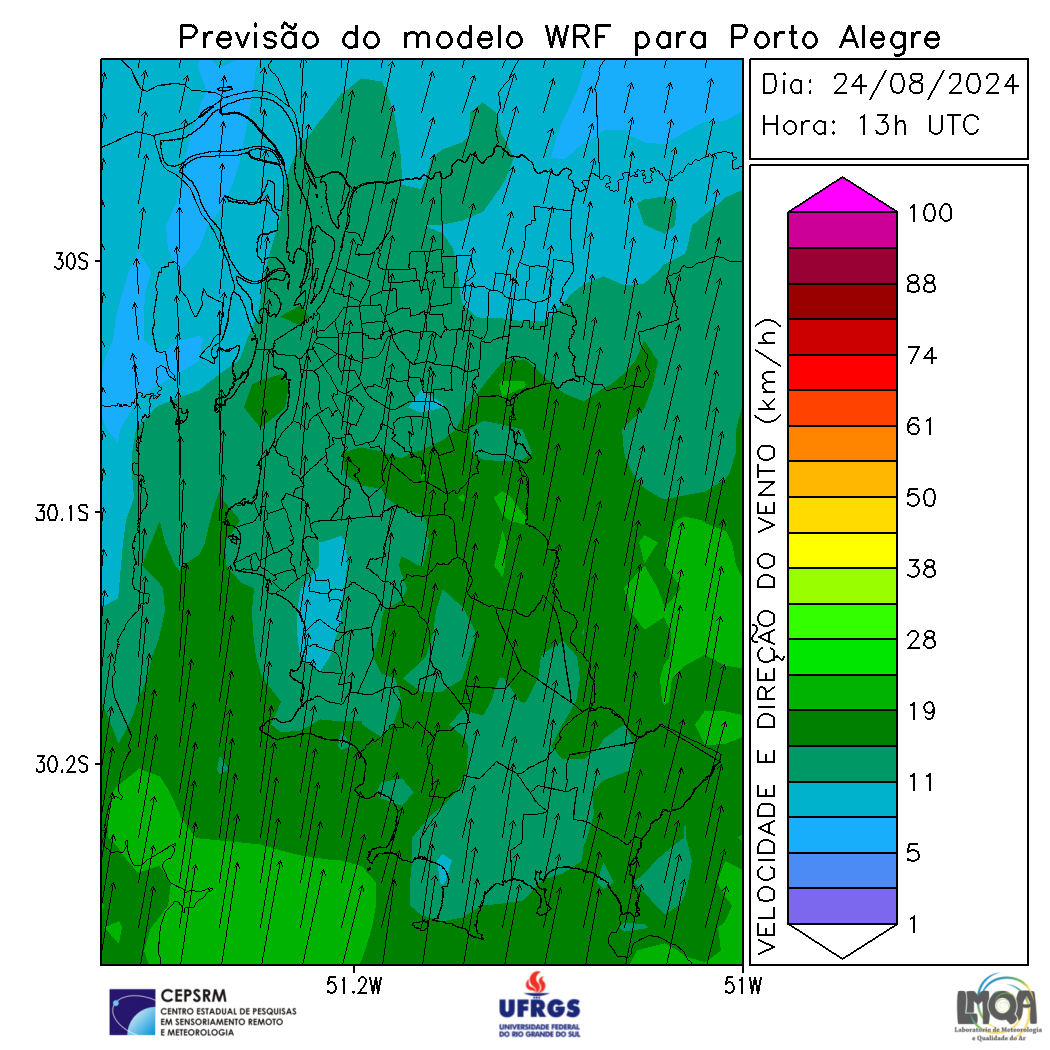 Previsão do modelo WRF para Porto Alegre
Dia: 24/08/2024
Hora: 13h UTC
30S
30.1S
30.2S
51.2W
51W
VELOCIDADE E DIREÇÃO DO VENTO (km/h)
100
88
74
61
50
38
28
19
11
5
1
CEPSRM
CENTRO ESTADUAL DE PESQUISAS
EM SENSORIAMENTO REMOTO
E METEOROLOGIA
UFRGS
UNIVERSIDADE FEDERAL
DO RIO GRANDE DO SUL
LMQA
Laboratório de Meteorologia
e Qualidade do Ar